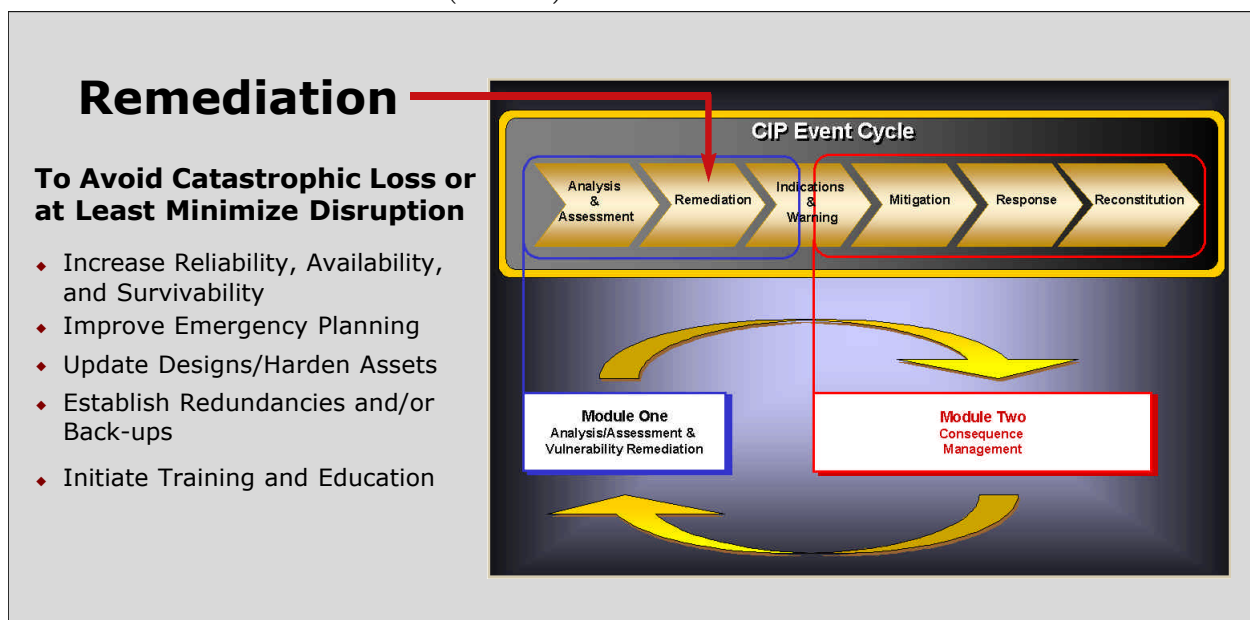 Remediation
To Avoid Catastrophic Loss or
at Least Minimize Disruption
Increase Reliability, Availability,
and Survivability
Improve Emergency Planning
Update Designs/Harden Assets
Establish Redundancies and/or
Back-ups
Initiate Training and Education
CIP Event Cycle
Analysis
&
Assessment
Remediation
Indications
&
Warning
Mitigation
Response
Reconstitution
Module One
Analysis/Assessment &
Vulnerability Remediation
Module Two
Consequence
Management